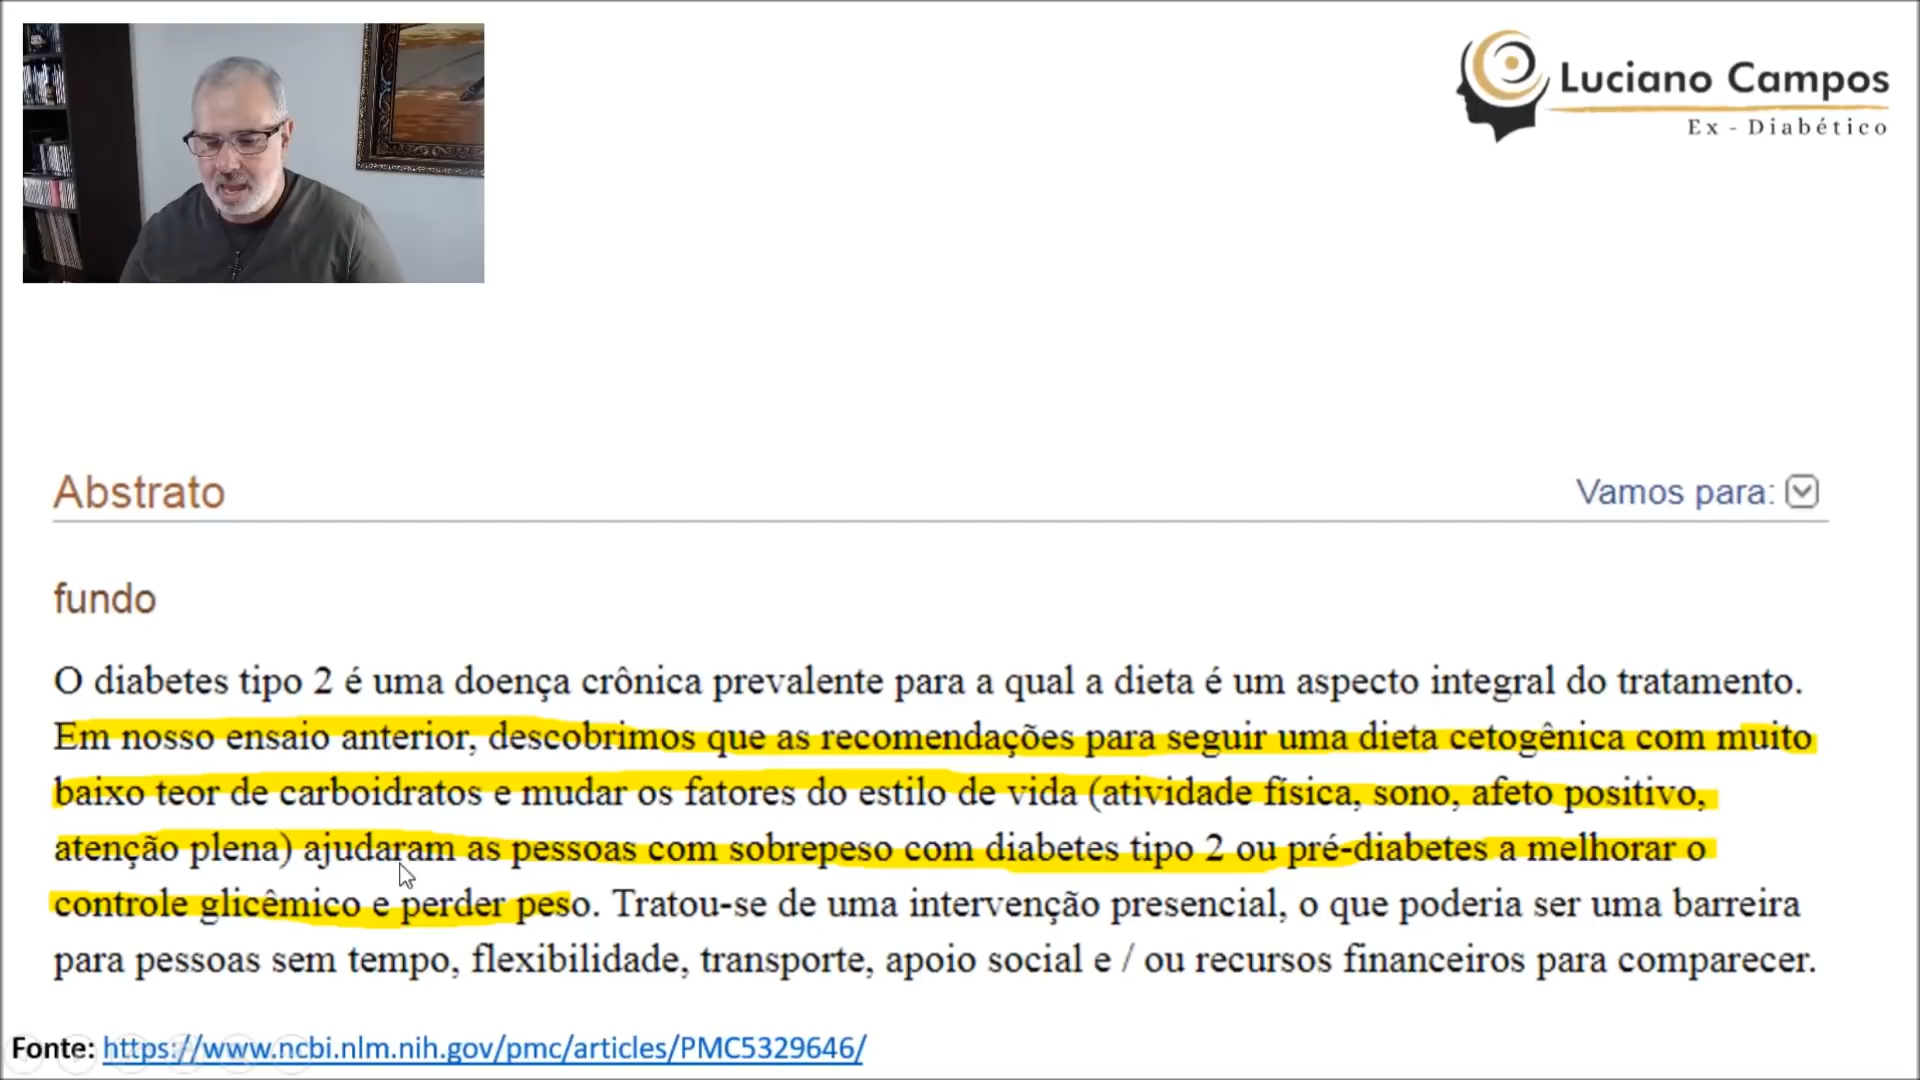 Luciano Campos
Ex - Diabético
Abstrato
Vamos para:
fundo
O diabetes tipo 2 é uma doença crônica prevalente para a qual a dieta é um aspecto integral do tratamento.
Em nosso ensaio anterior, descobrimos que as recomendações para seguir uma dieta cetogênica com muito
baixo teor de carboidratos e mudar os fatores do estilo de vida (atividade física, sono, afeto positivo,
atenção plena) ajudaram as pessoas com sobrepeso com diabetes tipo 2 ou pré-diabetes a melhorar o
controle glicêmico e perder peso. Tratou-se de uma intervenção presencial, o que poderia ser uma barreira
para pessoas sem tempo, flexibilidade, transporte, apoio social e / ou recursos financeiros para comparecer.
Fonte: https://www.ncbi.nlm.nih.gov/pmc/articles/PMC5329646/